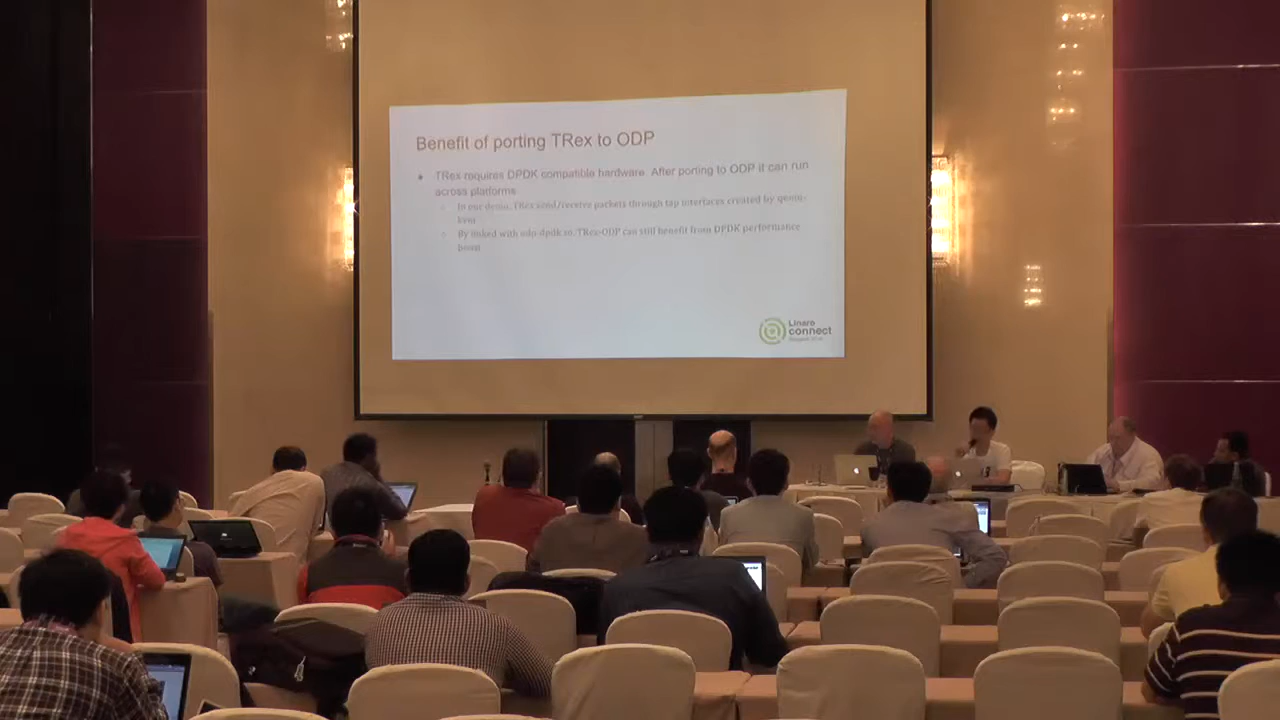 Benefit of porting TRex to ODP
TRex requires DPDK compatible hardware. After porting to ODP it can run
across platforms
In our demo, TRex send/receive packets through tap interfaces created by qemu-
kvm
By linked with odp-dpdk so, TRex-ODP can still benefit from DPDK performance
boost
Linaro
connect